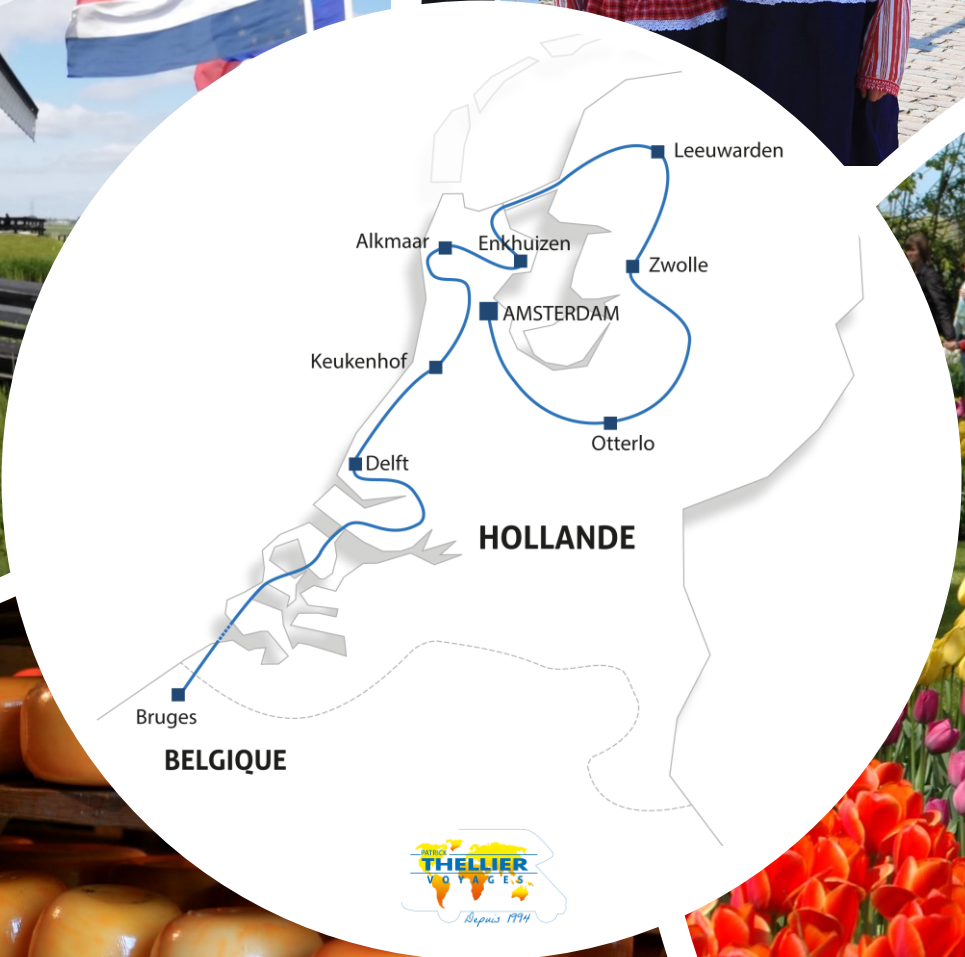 Leeuwarden
Alkmaar
Enkhuizen
Zwolle
AMSTERDAM
Keukenhof
Otterlo
Delft
HOLLANDE
Bruges
BELGIQUE
PATRICK
THELLIER
VOYAGES
Depuis 1994